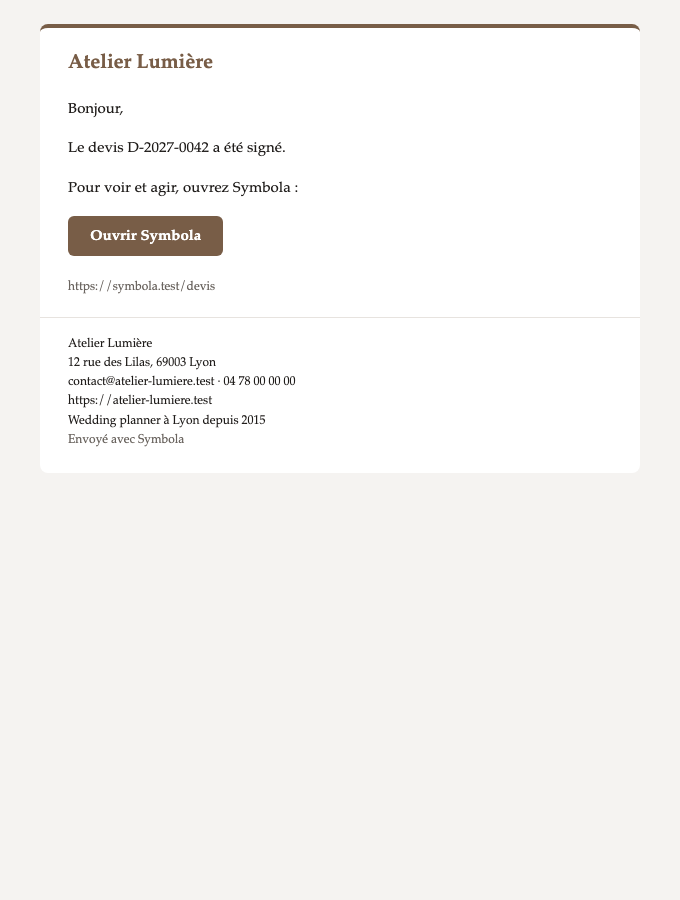 Atelier Lumière
Bonjour,
Le devis D-2027-0042 a été signé.
Pour voir et agir, ouvrez Symbola :
Ouvrir Symbola
https://symbola.test/devis
Atelier Lumière
12 rue des Lilas, 69003 Lyon
contact@atelier-lumiere.test · 04 78 00 00 00
https://atelier-lumiere.test
Wedding planner à Lyon depuis 2015
Envoyé avec Symbola